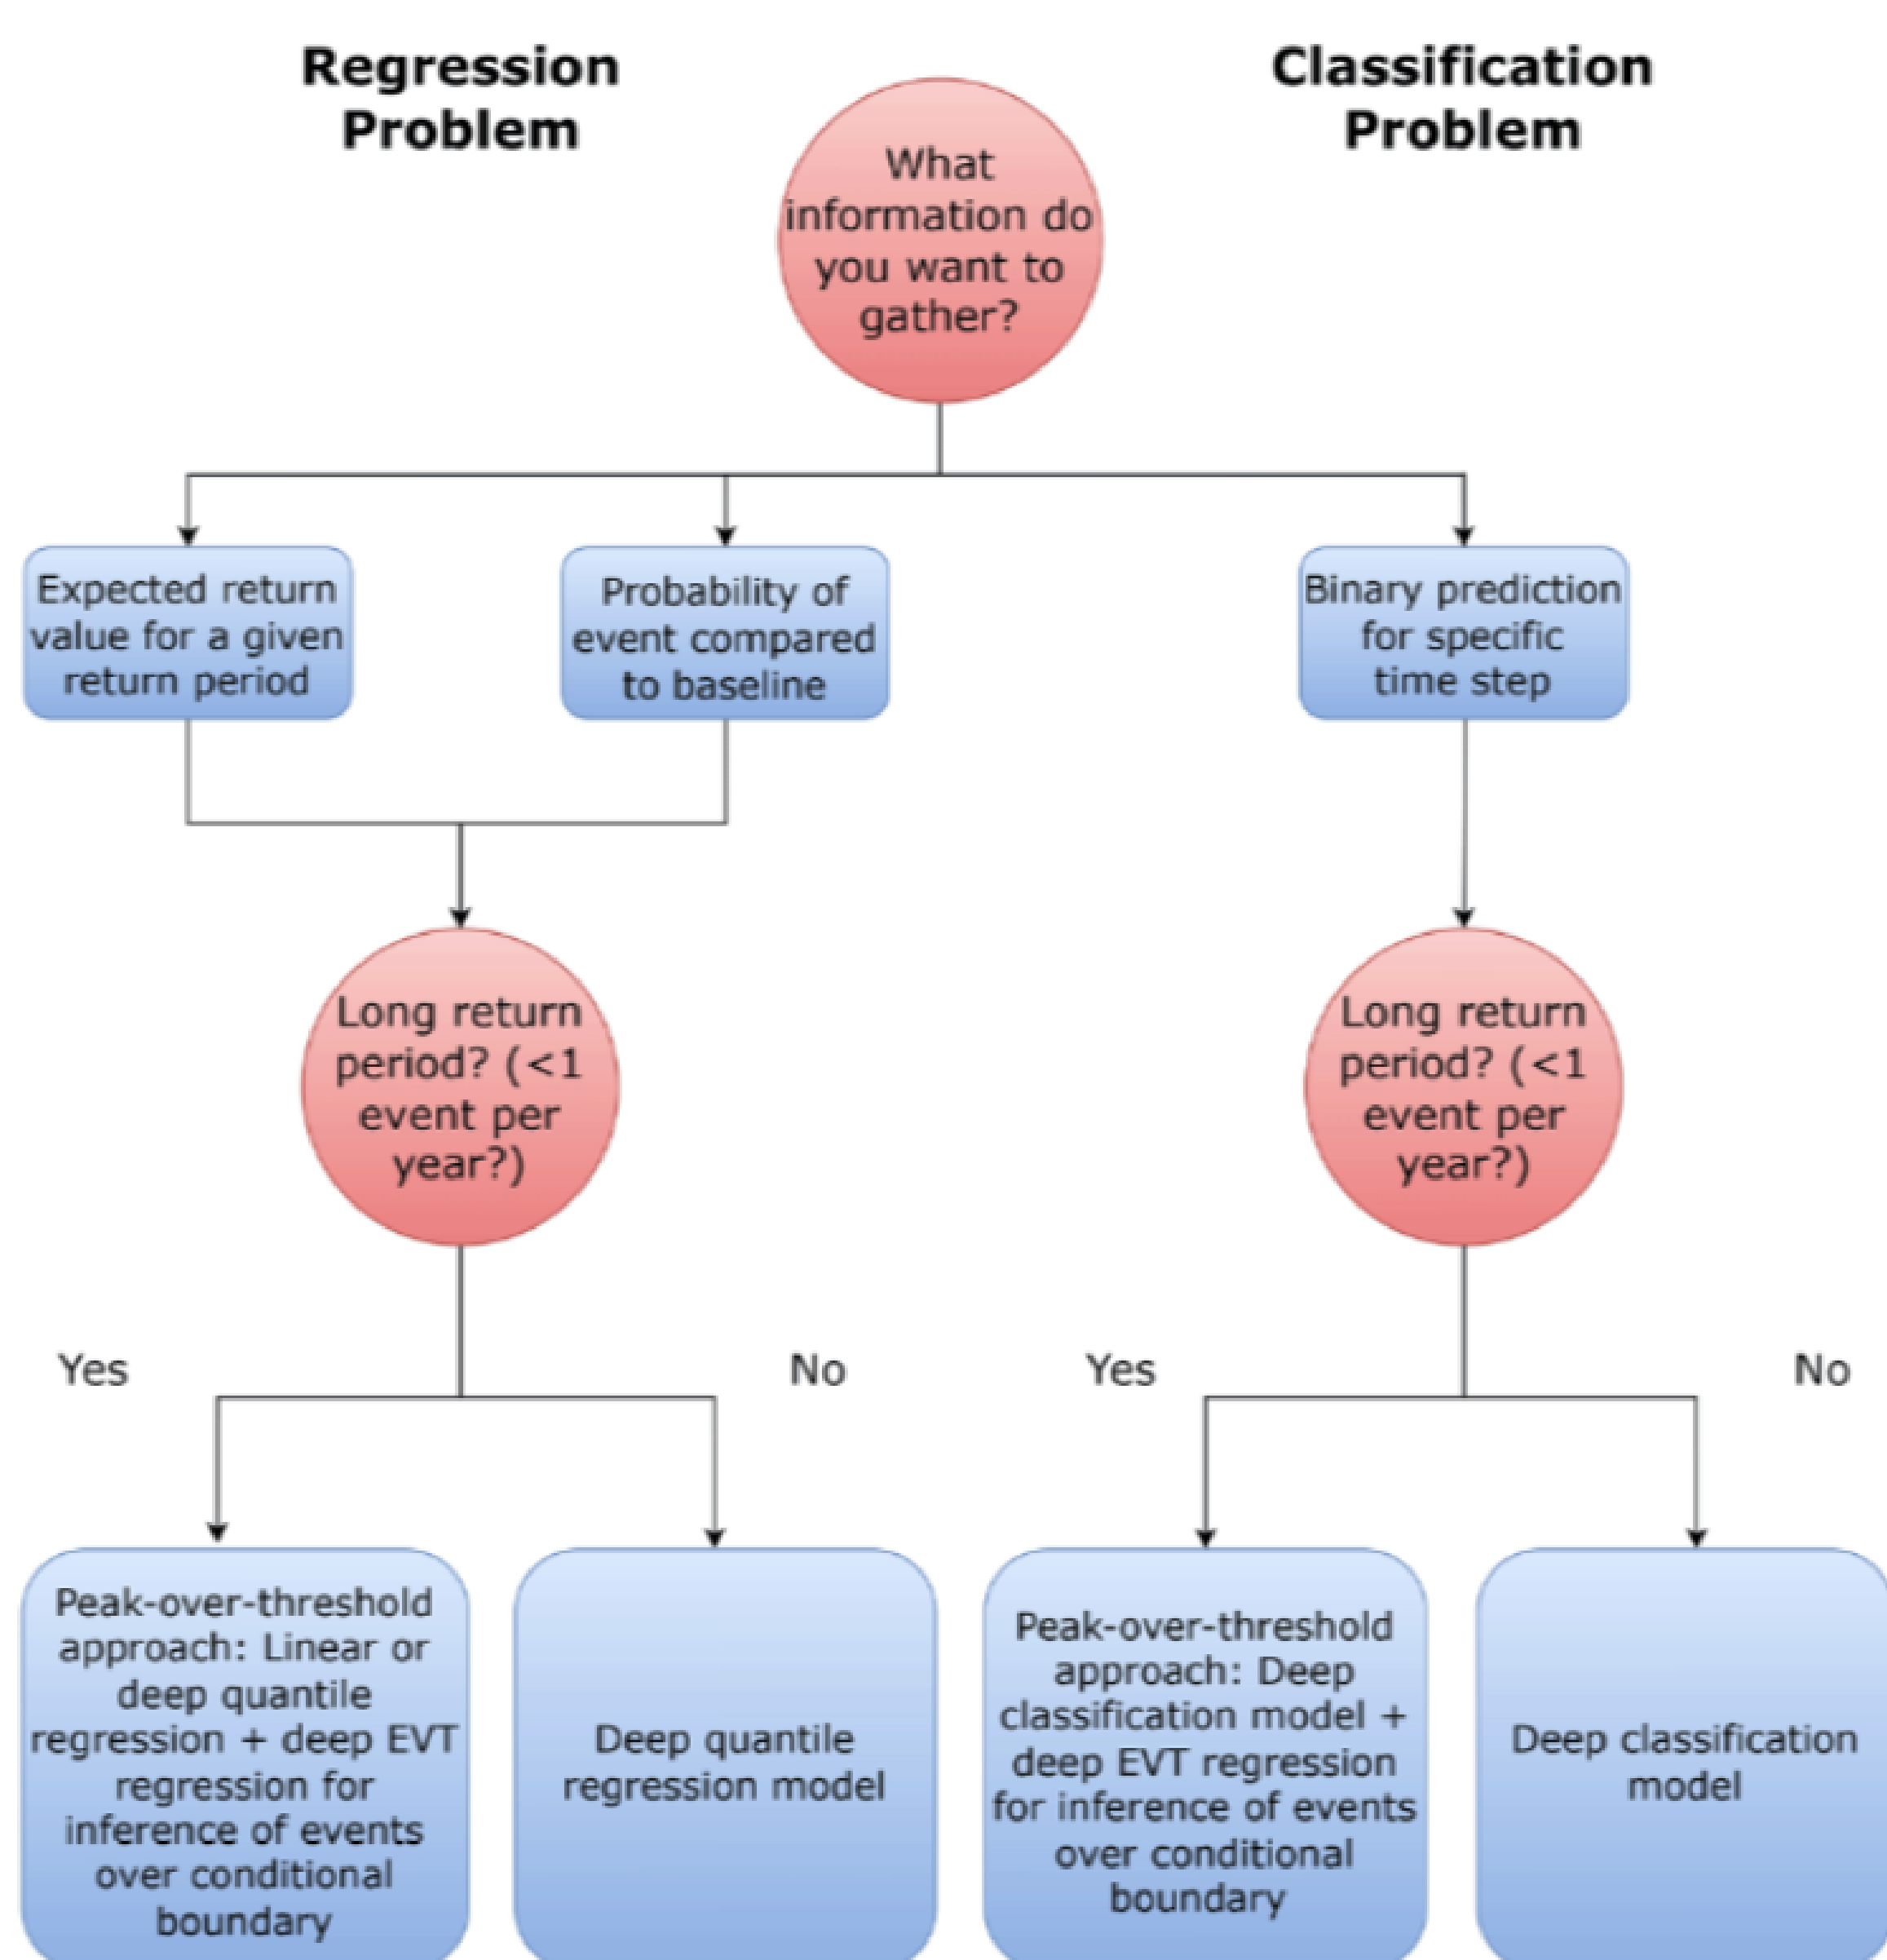 Regression
Problem
Classification
Problem
What
information do
you want to
gather?
Expected return
value for a given
return period
Probability of
event compared
to baseline
Binary prediction
for specific
time step
Long return
period? (<1
event per
year?)
Long return
period? (<1
event per
year?)
Yes
No
Yes
No
Peak-over-threshold
approach: Linear or
deep quantile
regression + deep EVT
regression for
inference of events
over conditional
boundary
Deep quantile
regression model
Peak-over-threshold
approach: Deep
classification model +
deep EVT regression
for inference of events
over conditional
boundary
Deep classification
model